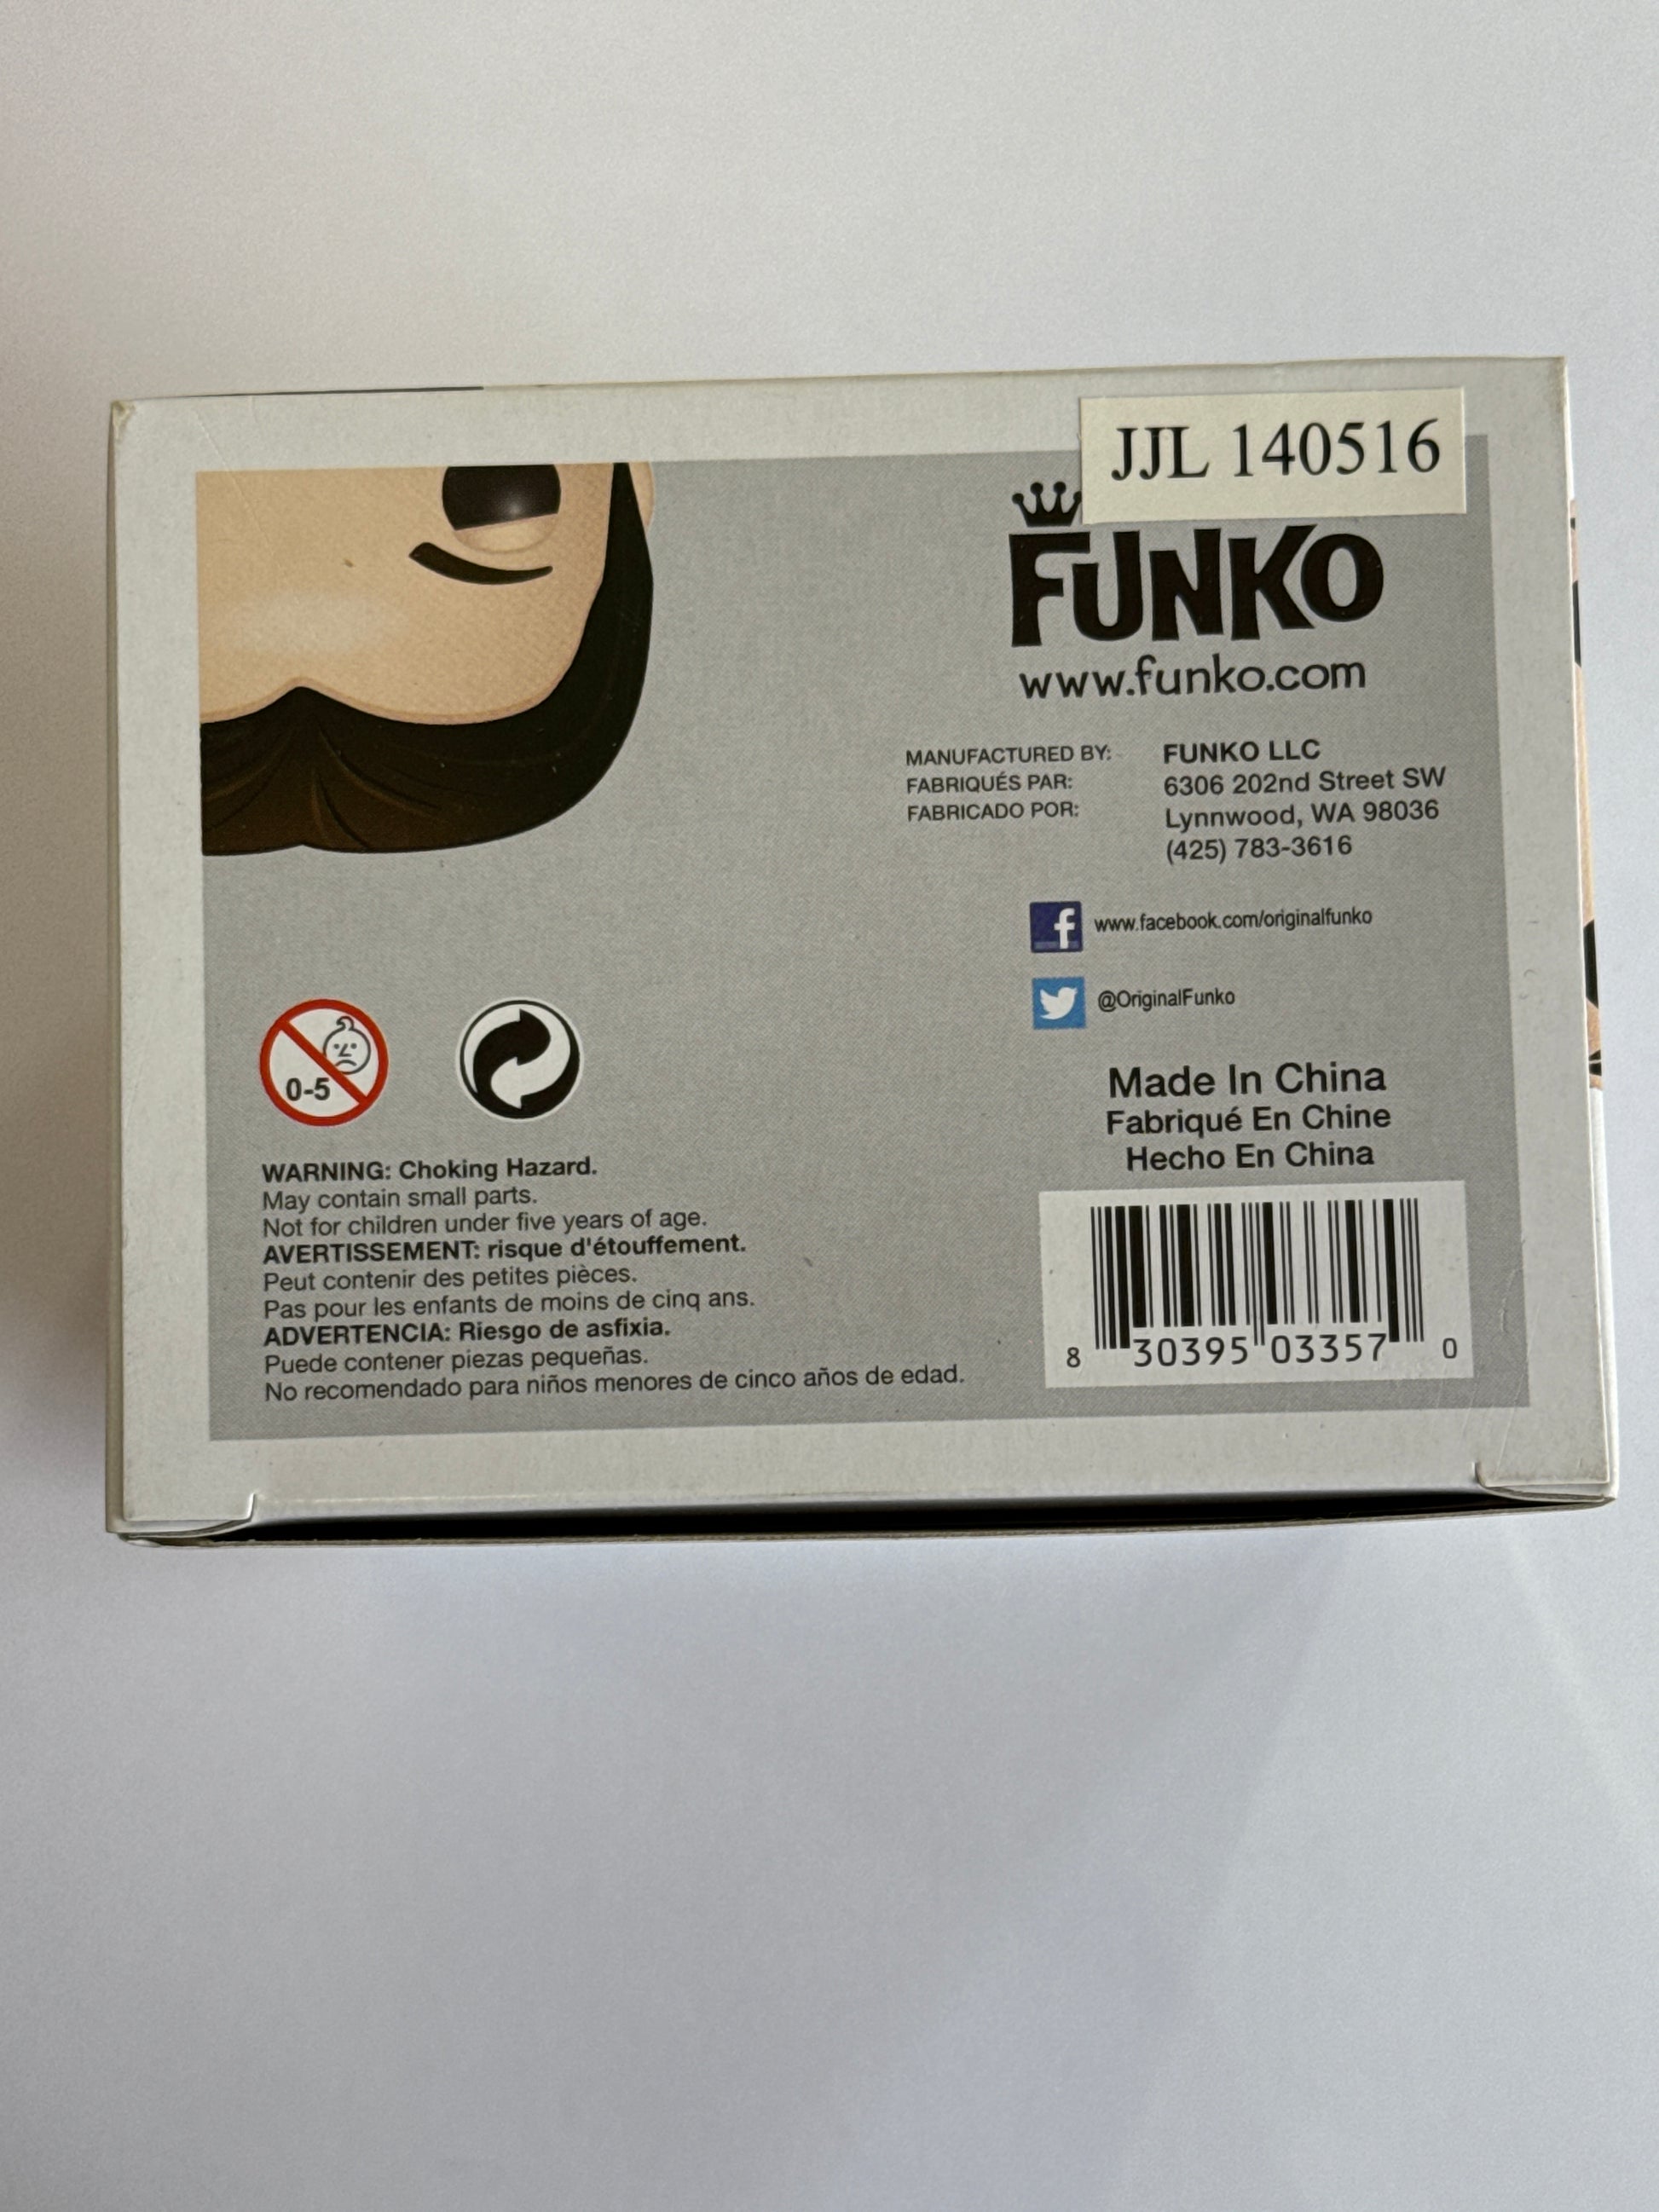 JJL 140516
FUNKO
www.funko.com
MANUFACTURED BY:
FABRIQUÉS PAR:
FABRICADO POR:
FUNKO LLC
6306 202nd Street SW
Lynnwood, WA 98036
(425) 783-3616
f www.facebook.com/originalfunko
@OriginalFunko
Made In China
Fabriqué En Chine
Hecho En China
8 30395 03357 0
0-5
WARNING: Choking Hazard.
May contain small parts.
Not for children under five years of age.
AVERTISSEMENT: risque d'étouffement.
Peut contenir des petites pièces.
Pas pour les enfants de moins de cinq ans.
ADVERTENCIA: Riesgo de asfixia.
Puede contener piezas pequeñas.
No recomendado para niños menores de cinco años de edad.